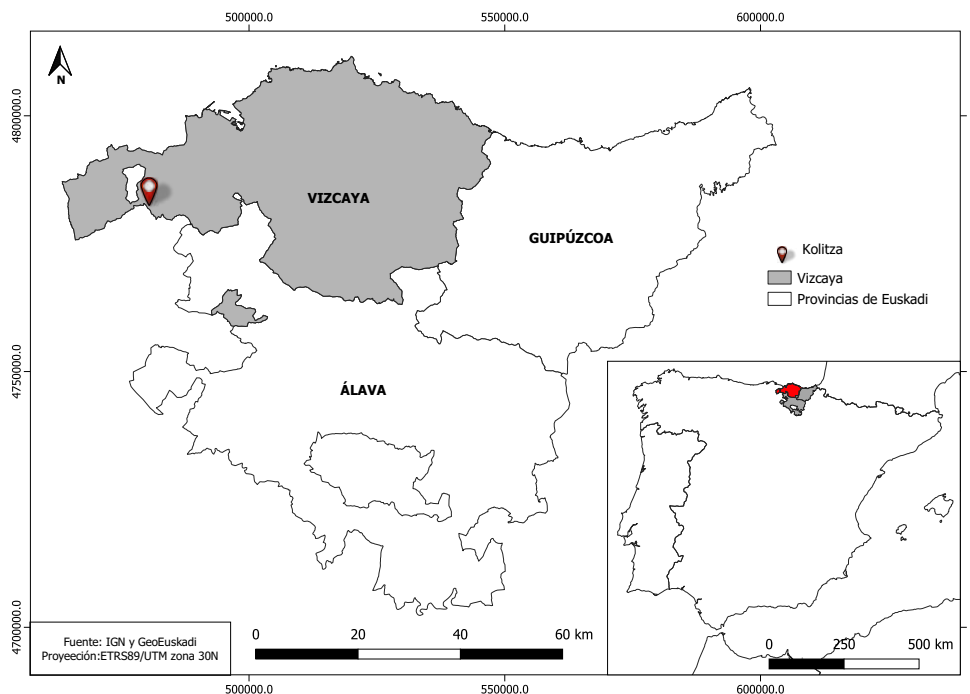 500000.0
550000.0
600000.0
4800000.0
4750000.0
4700000.0
N
VIZCAYA
GUIPÚZCOA
ÁLAVA
Kolitza
Vizcaya
Provincias de Euskadi
Fuente: IGN y GeoEuskadi
Proyeción:ETRS89/UTM zona 30N
0 20 40 60 km
0 250 500 km
500000.0
550000.0
600000.0